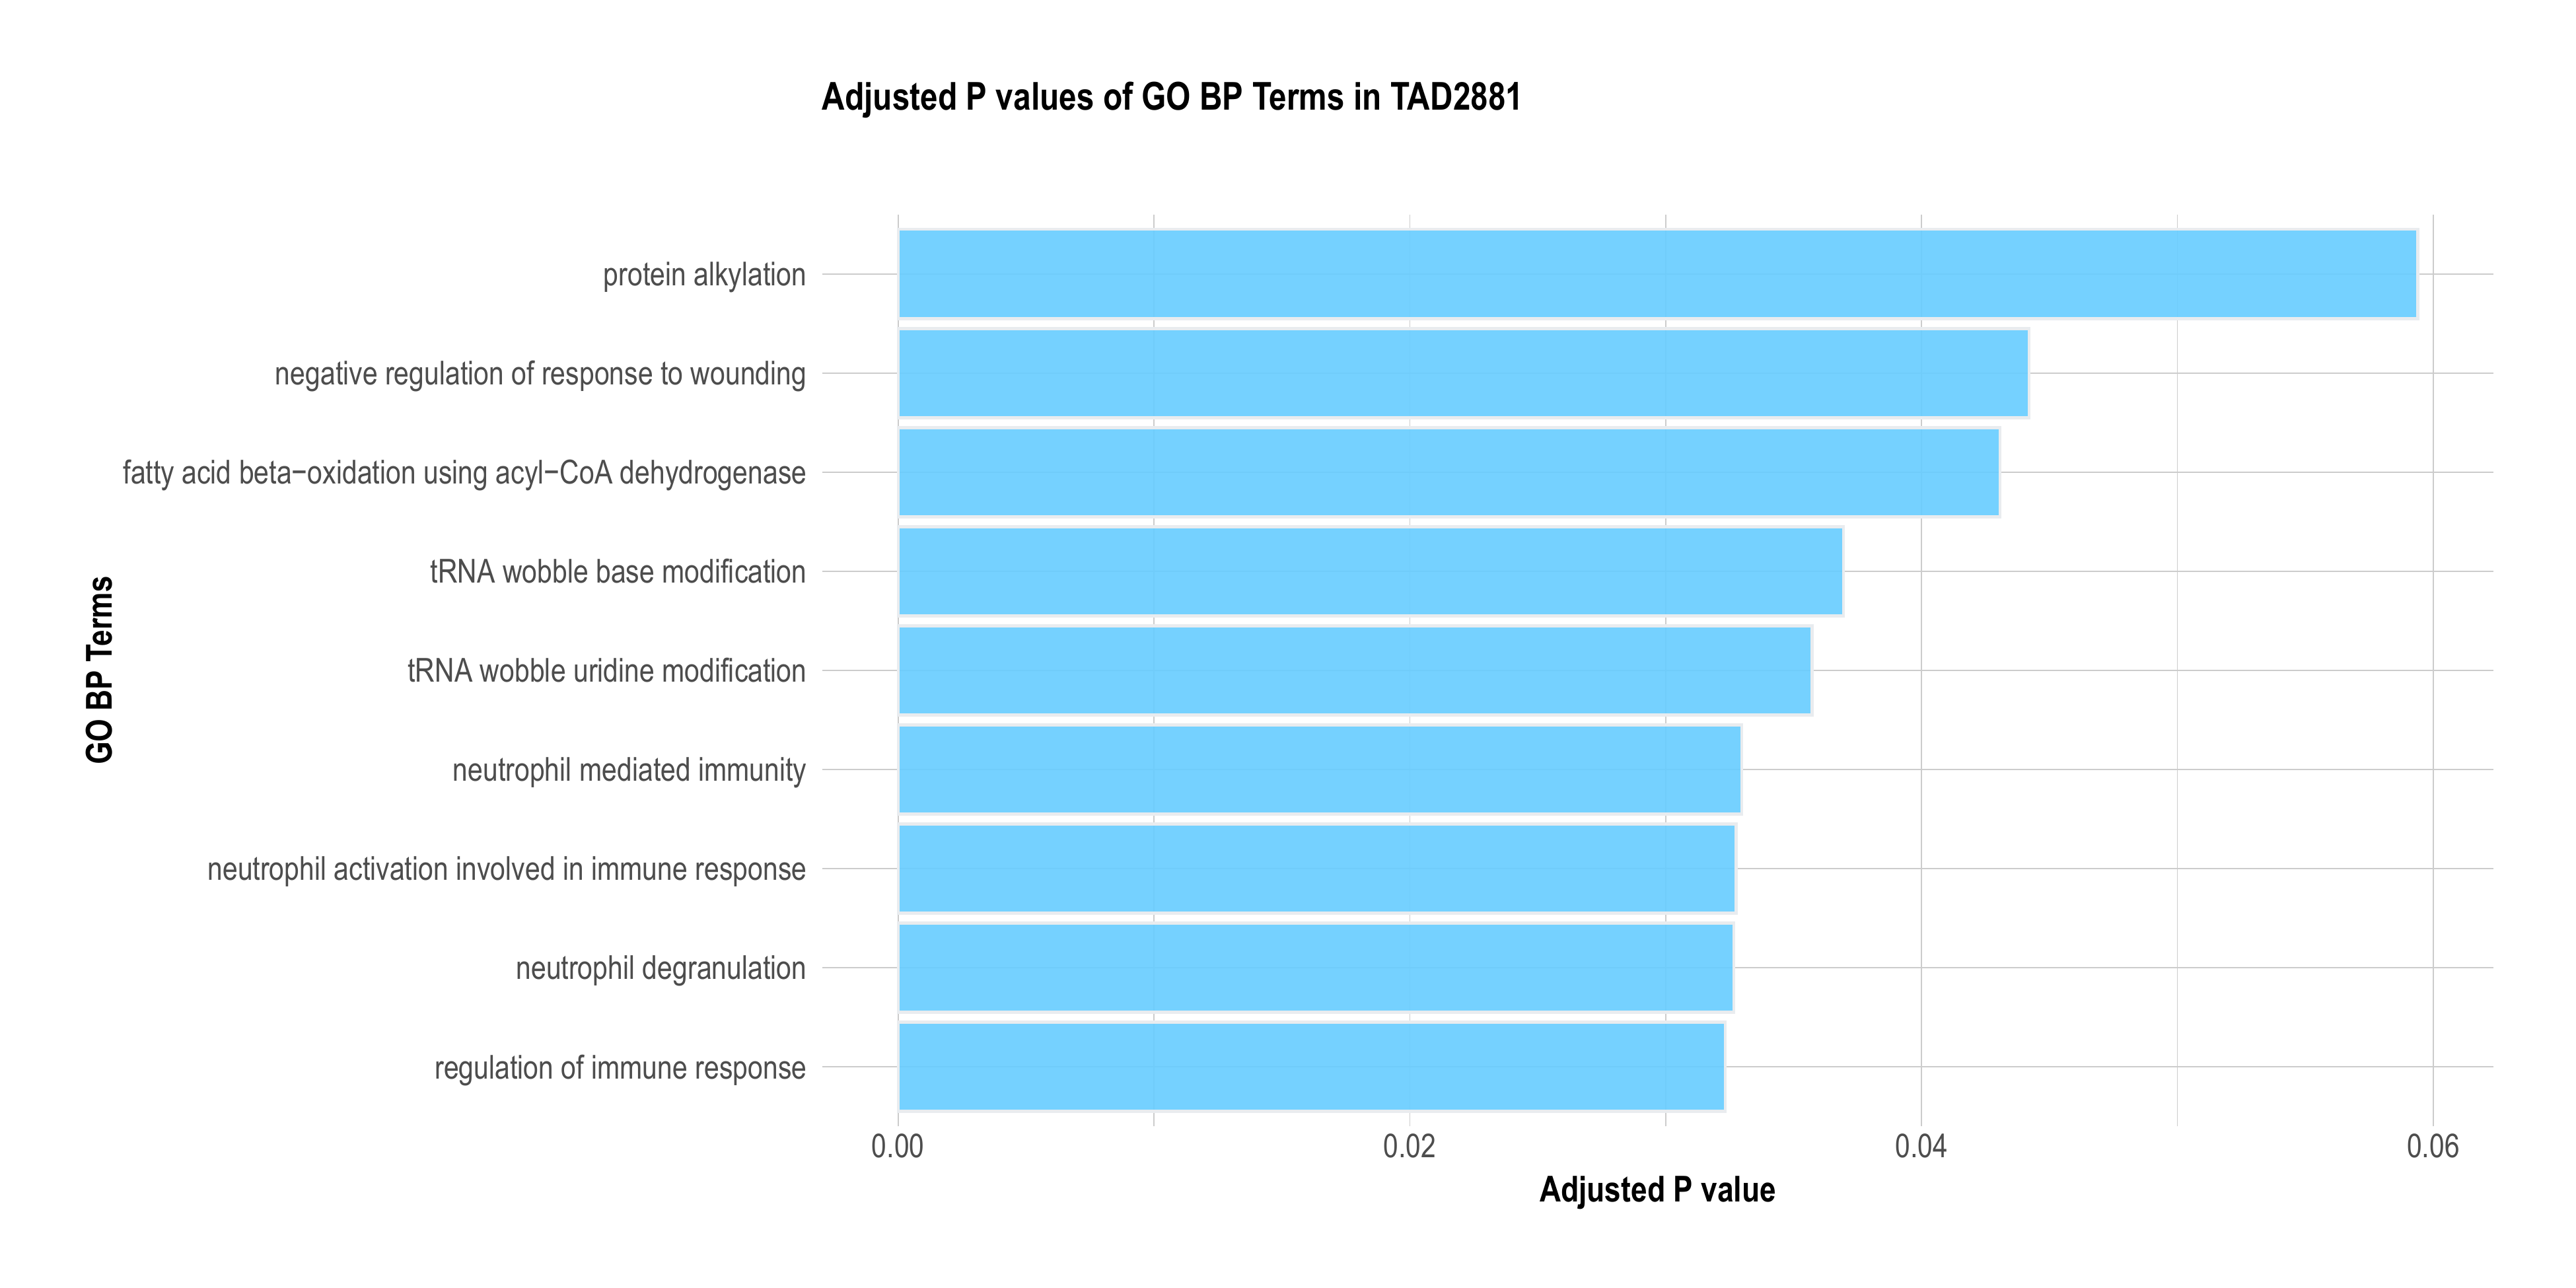 Adjusted P values of GO BP Terms in TAD2881
GO BP Terms
protein alkylation
negative regulation of response to wounding
fatty acid beta−oxidation using acyl−CoA dehydrogenase
tRNA wobble base modification
tRNA wobble uridine modification
neutrophil mediated immunity
neutrophil activation involved in immune response
neutrophil degranulation
regulation of immune response
0.00 0.02 0.04 0.06
Adjusted P value